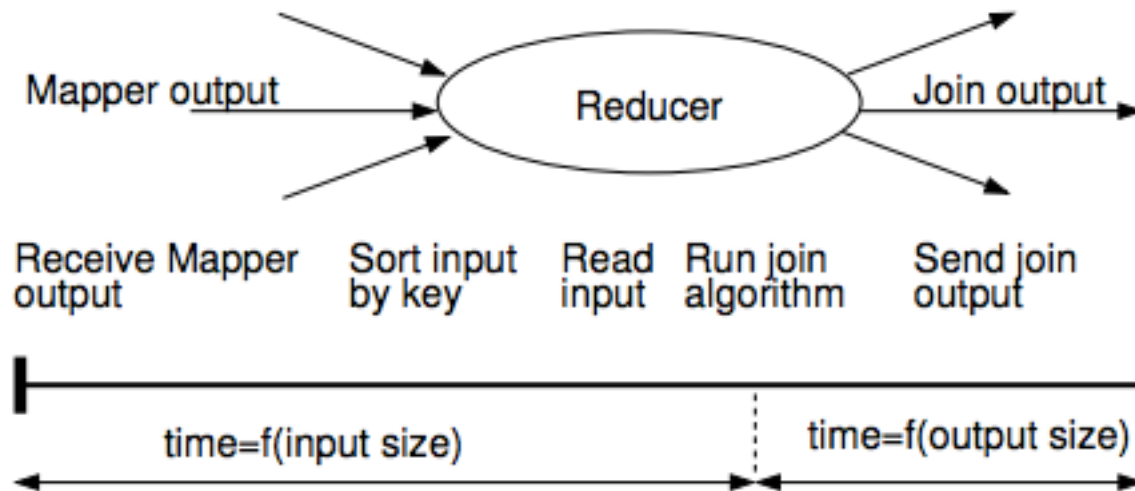 Mapper output
Reducer
Join output
Receive Mapper
output
Sort input
by key
Read
input
Run join
algorithm
Send join
output
time=f(input size)
time=f(output size)